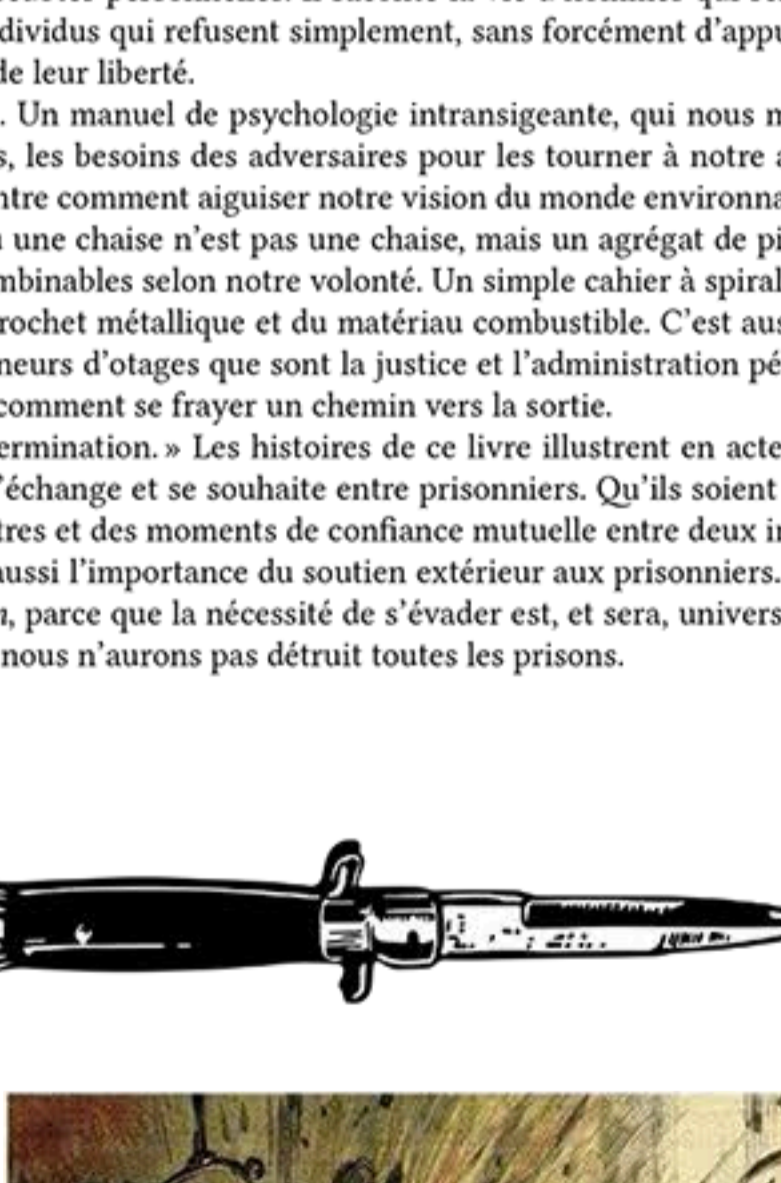 dividus qui refusent simplement, sans forcément d'appu
de leur liberté.
. Un manuel de psychologie intransigeante, qui nous m
s, les besoins des adversaires pour les tourner à notre a
ntre comment aiguiser notre vision du monde environna
une chaise n'est pas une chaise, mais un agrégat de pi
mbinables selon notre volonté. Un simple cahier à spiral
rochet métallique et du matériau combustible. C'est aus
neurs d'otages que sont la justice et l'administration pé
comment se frayer un chemin vers la sortie.
ermination. » Les histoires de ce livre illustrent en acte
'échange et se souhaite entre prisonniers. Qu'ils soient
tres et des moments de confiance mutuelle entre deux in
aussi l'importance du soutien extérieur aux prisonniers.
n, parce que la nécessité de s'évader est, et sera, univers
nous n'aurons pas détruit toutes les prisons.